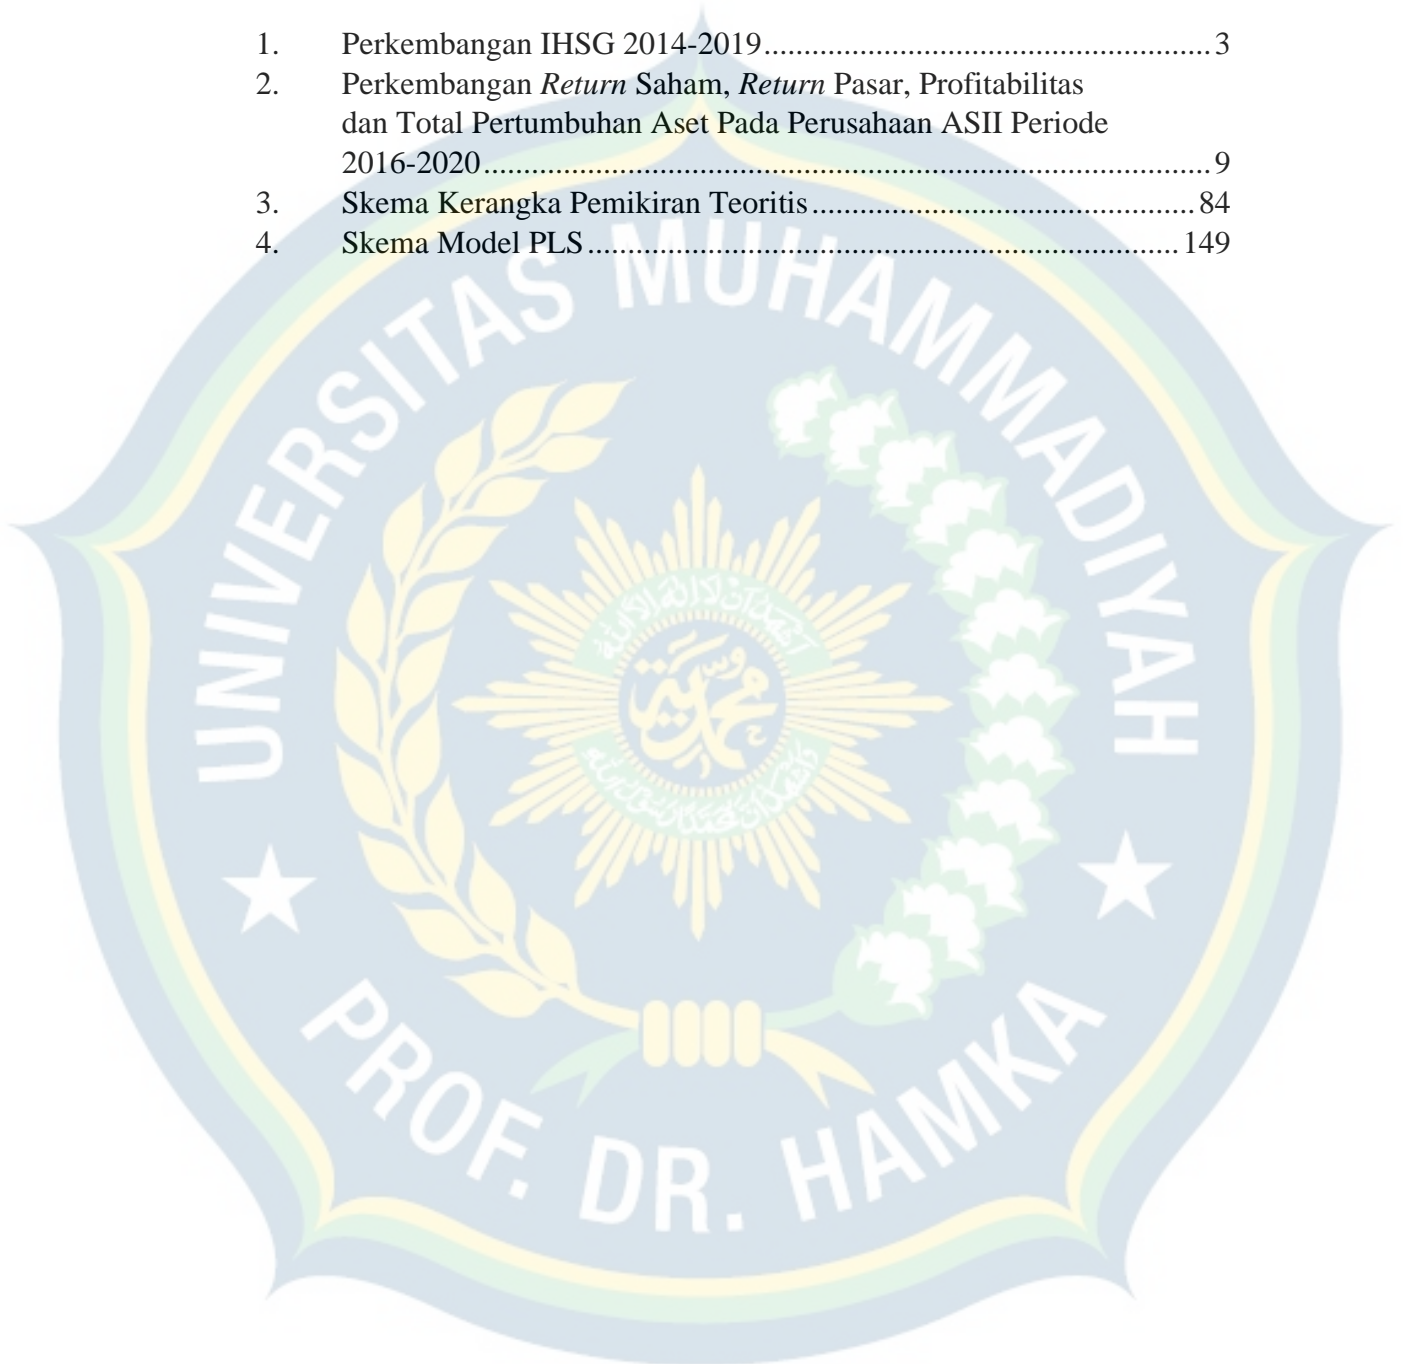 1. Perkembangan IHSG 2014-2019................................................ 3
2. Perkembangan Return Saham, Return Pasar, Profitabilitas
dan Total Pertumbuhan Aset Pada Perusahaan ASII Periode
2016-2020................................................................................ 9
3. Skema Kerangka Pemikiran Teoritis.......................................... 84
4. Skema Model PLS................................................................ 149
UNIVERSITAS MUHAMMADIYAH
محمدية
PROF. DR. HAMKA